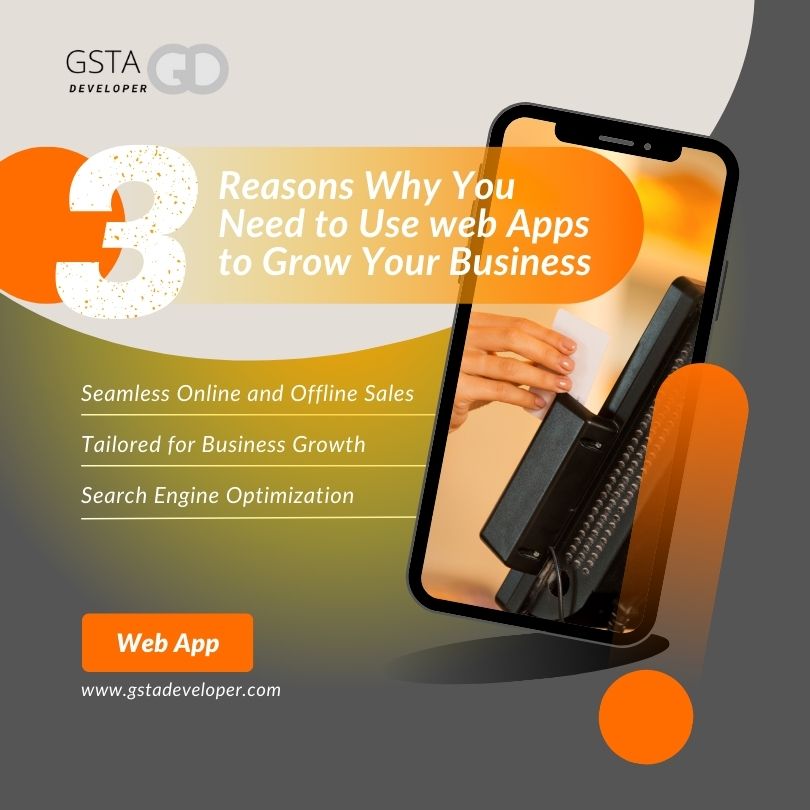 GSTA GD
DEVELOPER
3
Reasons Why You
Need to Use web Apps
to Grow Your Business
Seamless Online and Offline Sales
Tailored for Business Growth
Search Engine Optimization
Web App
www.gstadeveloper.com